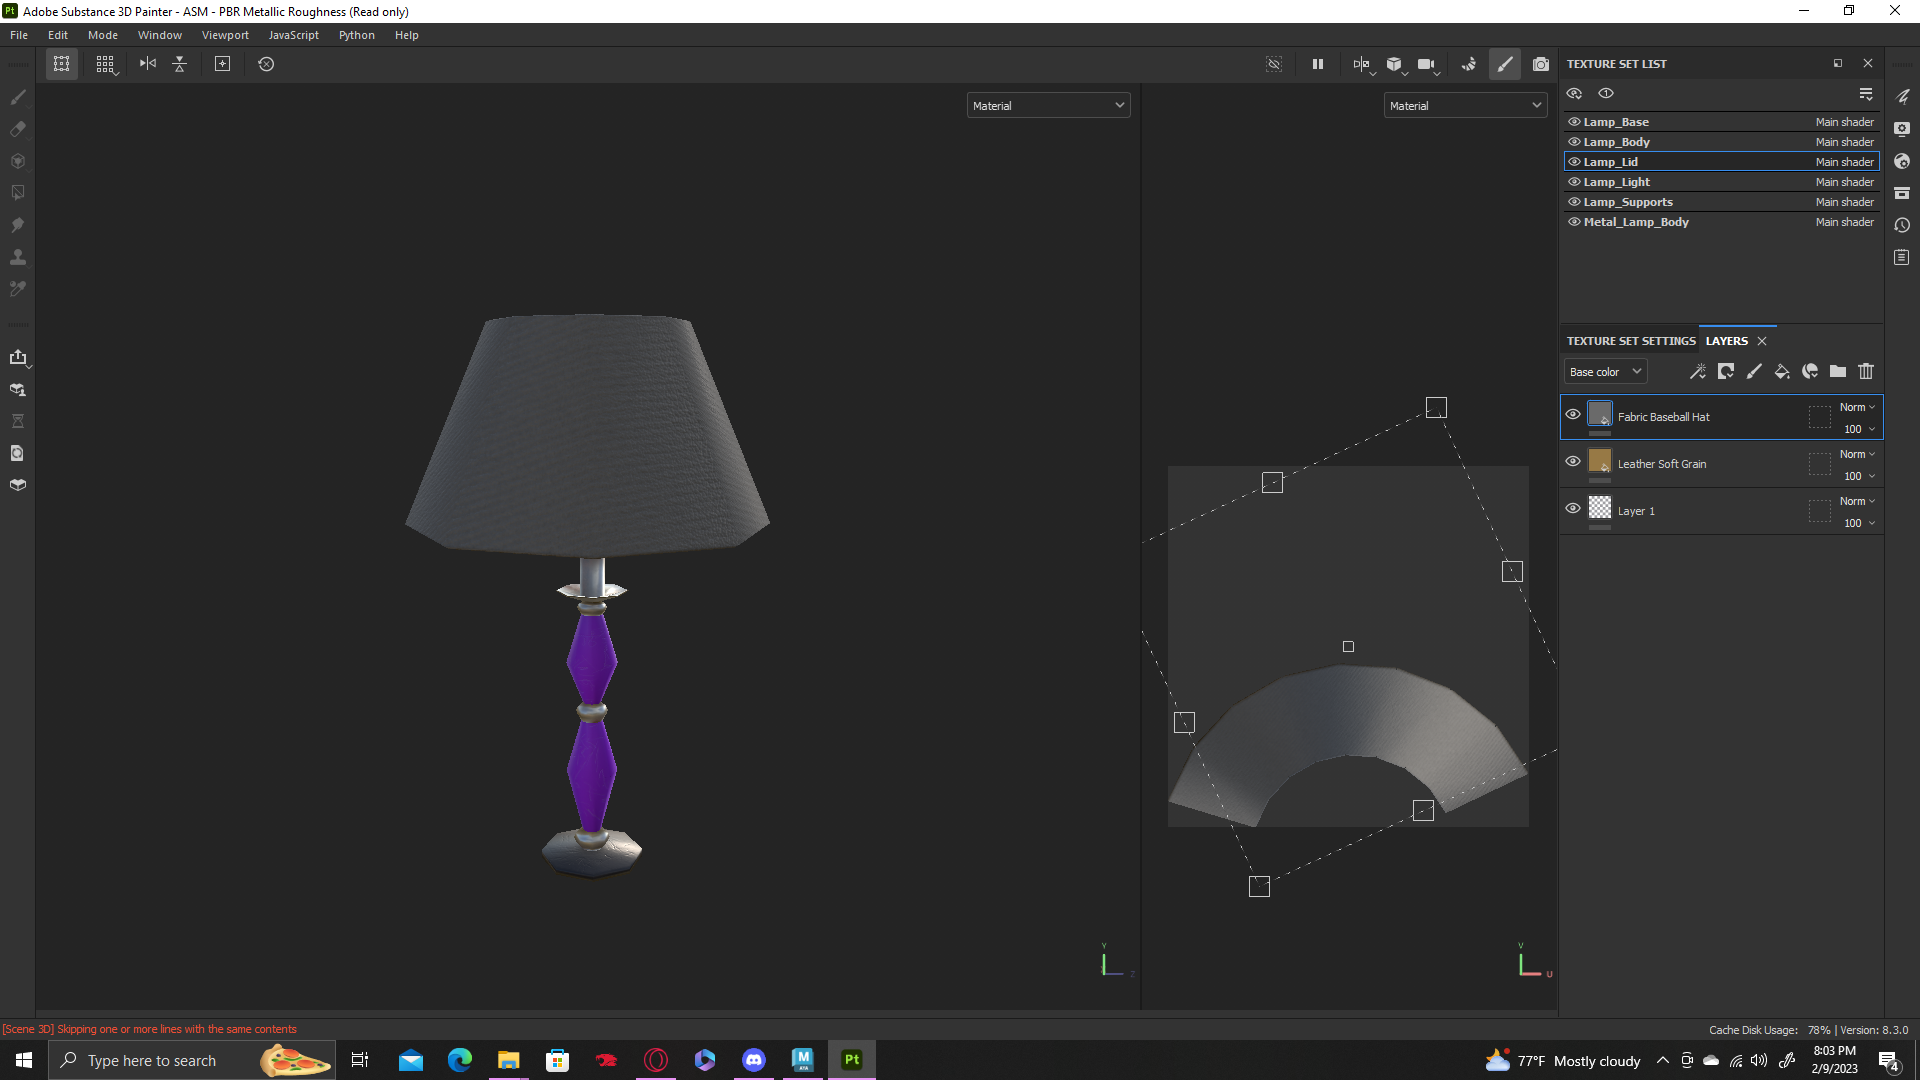 Pt Adobe Substance 3D Painter - ASM - PBR Metallic Roughness (Read only)
File Edit Mode Window Viewport JavaScript Python Help
TEXTURE SET LIST
Material
Material
Lamp_Base Main shader
Lamp_Body Main shader
Lamp_Lid Main shader
Lamp_Light Main shader
Lamp_Supports Main shader
Metal_Lamp_Body Main shader
TEXTURE SET SETTINGS LAYERS
Base color
Fabric Baseball Hat Norm
100
Leather Soft Grain Norm
100
Layer 1 Norm
100
Y
Z
V
U
[Scene 3D] Skipping one or more lines with the same contents
Cache Disk Usage: 78% | Version: 8.3.0
Type here to search
M
Pt
77°F Mostly cloudy
8:03 PM
2/9/2023
4